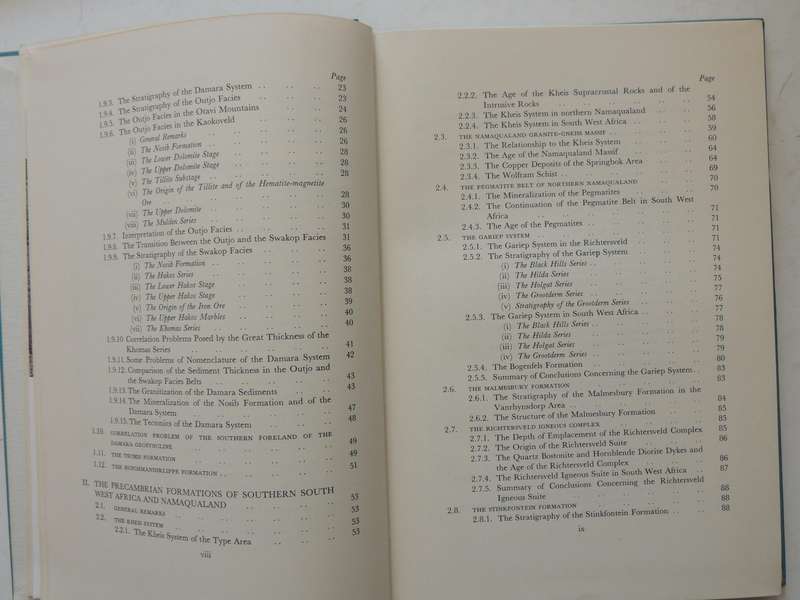 Page
1.9.3. The Stratigraphy of the Damara System . . . . . . 23
1.9.4. The Stratigraphy of the Outjo Facies . . . . . . 23
1.9.5. The Outjo Facies in the Otavi Mountains . . . . 24
1.9.6. The Outjo Facies in the Kaokoveld . . . . . . 26
(i) General Remarks . . . . . . 26
(ii) The Nosib Formation . . . . . . 26
(iii) The Lower Dolomite Stage . . . . . . 28
(iv) The Upper Dolomite Stage . . . . . . 28
(v) The Tillite Substage . . . . . . 28
(vi) The Origin of the Tillite and of the Hematite-magnetite
Ore . . . . . . 28
(vii) The Upper Dolomite . . . . . . 30
(viii) The Mulden Series . . . . . . 30
1.9.7. Interpretation of the Outjo Facies . . . . . . 31
1.9.8. The Transition Between the Outjo and the Swakop Facies 31
1.9.9. The Stratigraphy of the Swakop Facies . . . . 36
(i) The Nosib Formation . . . . . . 36
(ii) The Hakos Series . . . . . . 38
(iii) The Lower Hakos Stage . . . . . . 38
(iv) The Upper Hakos Stage . . . . . . 38
(v) The Origin of the Iron Ore . . . . . . 39
(vi) The Upper Hakos Marbles . . . . . . 40
(vii) The Khomas Series . . . . . . 40
1.9.10 Correlation Problems Posed by the Great Thickness of the
Khomas Series . . . . . . 41
1.9.11. Some Problems of Nomenclature of the Damara System 42
1.9.12. Comparison of the Sediment Thickness in the Outjo and
the Swakop Facies Belts . . . . . . 43
1.9.13. The Granitization of the Damara Sediments . . . . 43
1.9.14. The Mineralization of the Nosib Formation and of the
Damara System . . . . . . 47
1.9.15. The Tectonics of the Damara System . . . . 48
1.10. CORRELATION PROBLEM OF THE SOUTHERN FORELAND OF THE
DAMARA GEOSYNCLINE . . . . . . 49
1.11. THE TSUMIS FORMATION . . . . . . 49
1.12. THE BUSCHMANNSKLIPPE FORMATION . . . . . . 51
II. THE PRECAMBRIAN FORMATIONS OF SOUTHERN SOUTH
WEST AFRICA AND NAMAQUALAND . . . . 53
2.1. GENERAL REMARKS . . . . . . 53
2.2. THE KHEIS SYSTEM . . . . . . 53
2.2.1. The Kheis System of the Type Area . . . . 53
viii
Page
2.2.2. The Age of the Kheis Supracrustal Rocks and of the
Intrusive Rocks . . . . . . 54
2.2.3. The Kheis System in northern Namaqualand . . . . 56
2.2.4. The Kheis System in South West Africa . . . . 58
2.3. THE NAMAQUALAND GRANITE-GNEISS MASSIF . . . . 59
2.3.1. The Relationship to the Kheis System . . . . 60
2.3.2. The Age of the Namaqualand Massif . . . . 64
2.3.3. The Copper Deposits of the Springbok Area . . . . 64
2.3.4. The Wolfram Schist . . . . . . 69
2.4. THE PEGMATITE BELT OF NORTHERN NAMAQUALAND . . . . 70
2.4.1. The Mineralization of the Pegmatites . . . . 70
2.4.2. The Continuation of the Pegmatite Belt in South West
Africa . . . . . . 71
2.4.3. The Age of the Pegmatites . . . . . . 71
2.5. THE GARIEP SYSTEM . . . . . . 71
2.5.1. The Gariep System in the Richtersveld . . . . 71
2.5.2. The Stratigraphy of the Gariep System . . . . 74
(i) The Black Hills Series . . . . . . 74
(ii) The Hilda Series . . . . . . 74
(iii) The Holgat Series . . . . . . 75
(iv) The Grootderm Series . . . . . . 77
(v) Stratigraphy of the Grootderm Series . . . . 76
2.5.3. The Gariep System in South West Africa . . . . 77
(i) The Black Hills Series . . . . . . 78
(ii) The Hilda Series . . . . . . 78
(iii) The Holgat Series . . . . . . 79
(iv) The Grootderm Series . . . . . . 79
2.5.4. The Bogenfels Formation . . . . . . 80
2.5.5. Summary of Conclusions Concerning the Gariep System . . 83
2.6. THE MALMESBURY FORMATION . . . . . . 83
2.6.1. The Stratigraphy of the Malmesbury Formation in the
Vanrhynsdorp Area . . . . . . 84
2.6.2. The Structure of the Malmesbury Formation . . . . 85
2.7. THE RICHTERSVELD IGNEOUS COMPLEX . . . . 85
2.7.1. The Depth of Emplacement of the Richtersveld Complex 85
2.7.2. The Origin of the Richtersveld Suite . . . . 86
2.7.3. The Quartz Bostonite and Hornblende Diorite Dykes and
the Age of the Richtersveld Complex . . . . 86
2.7.4. The Richtersveld Igneous Suite in South West Africa . . 87
2.7.5. Summary of Conclusions Concerning the Richtersveld
Igneous Suite . . . . . . 88
2.8. THE STINKFONTEIN FORMATION . . . . . . 88
2.8.1. The Stratigraphy of the Stinkfontein Formation . . . . 88
ix